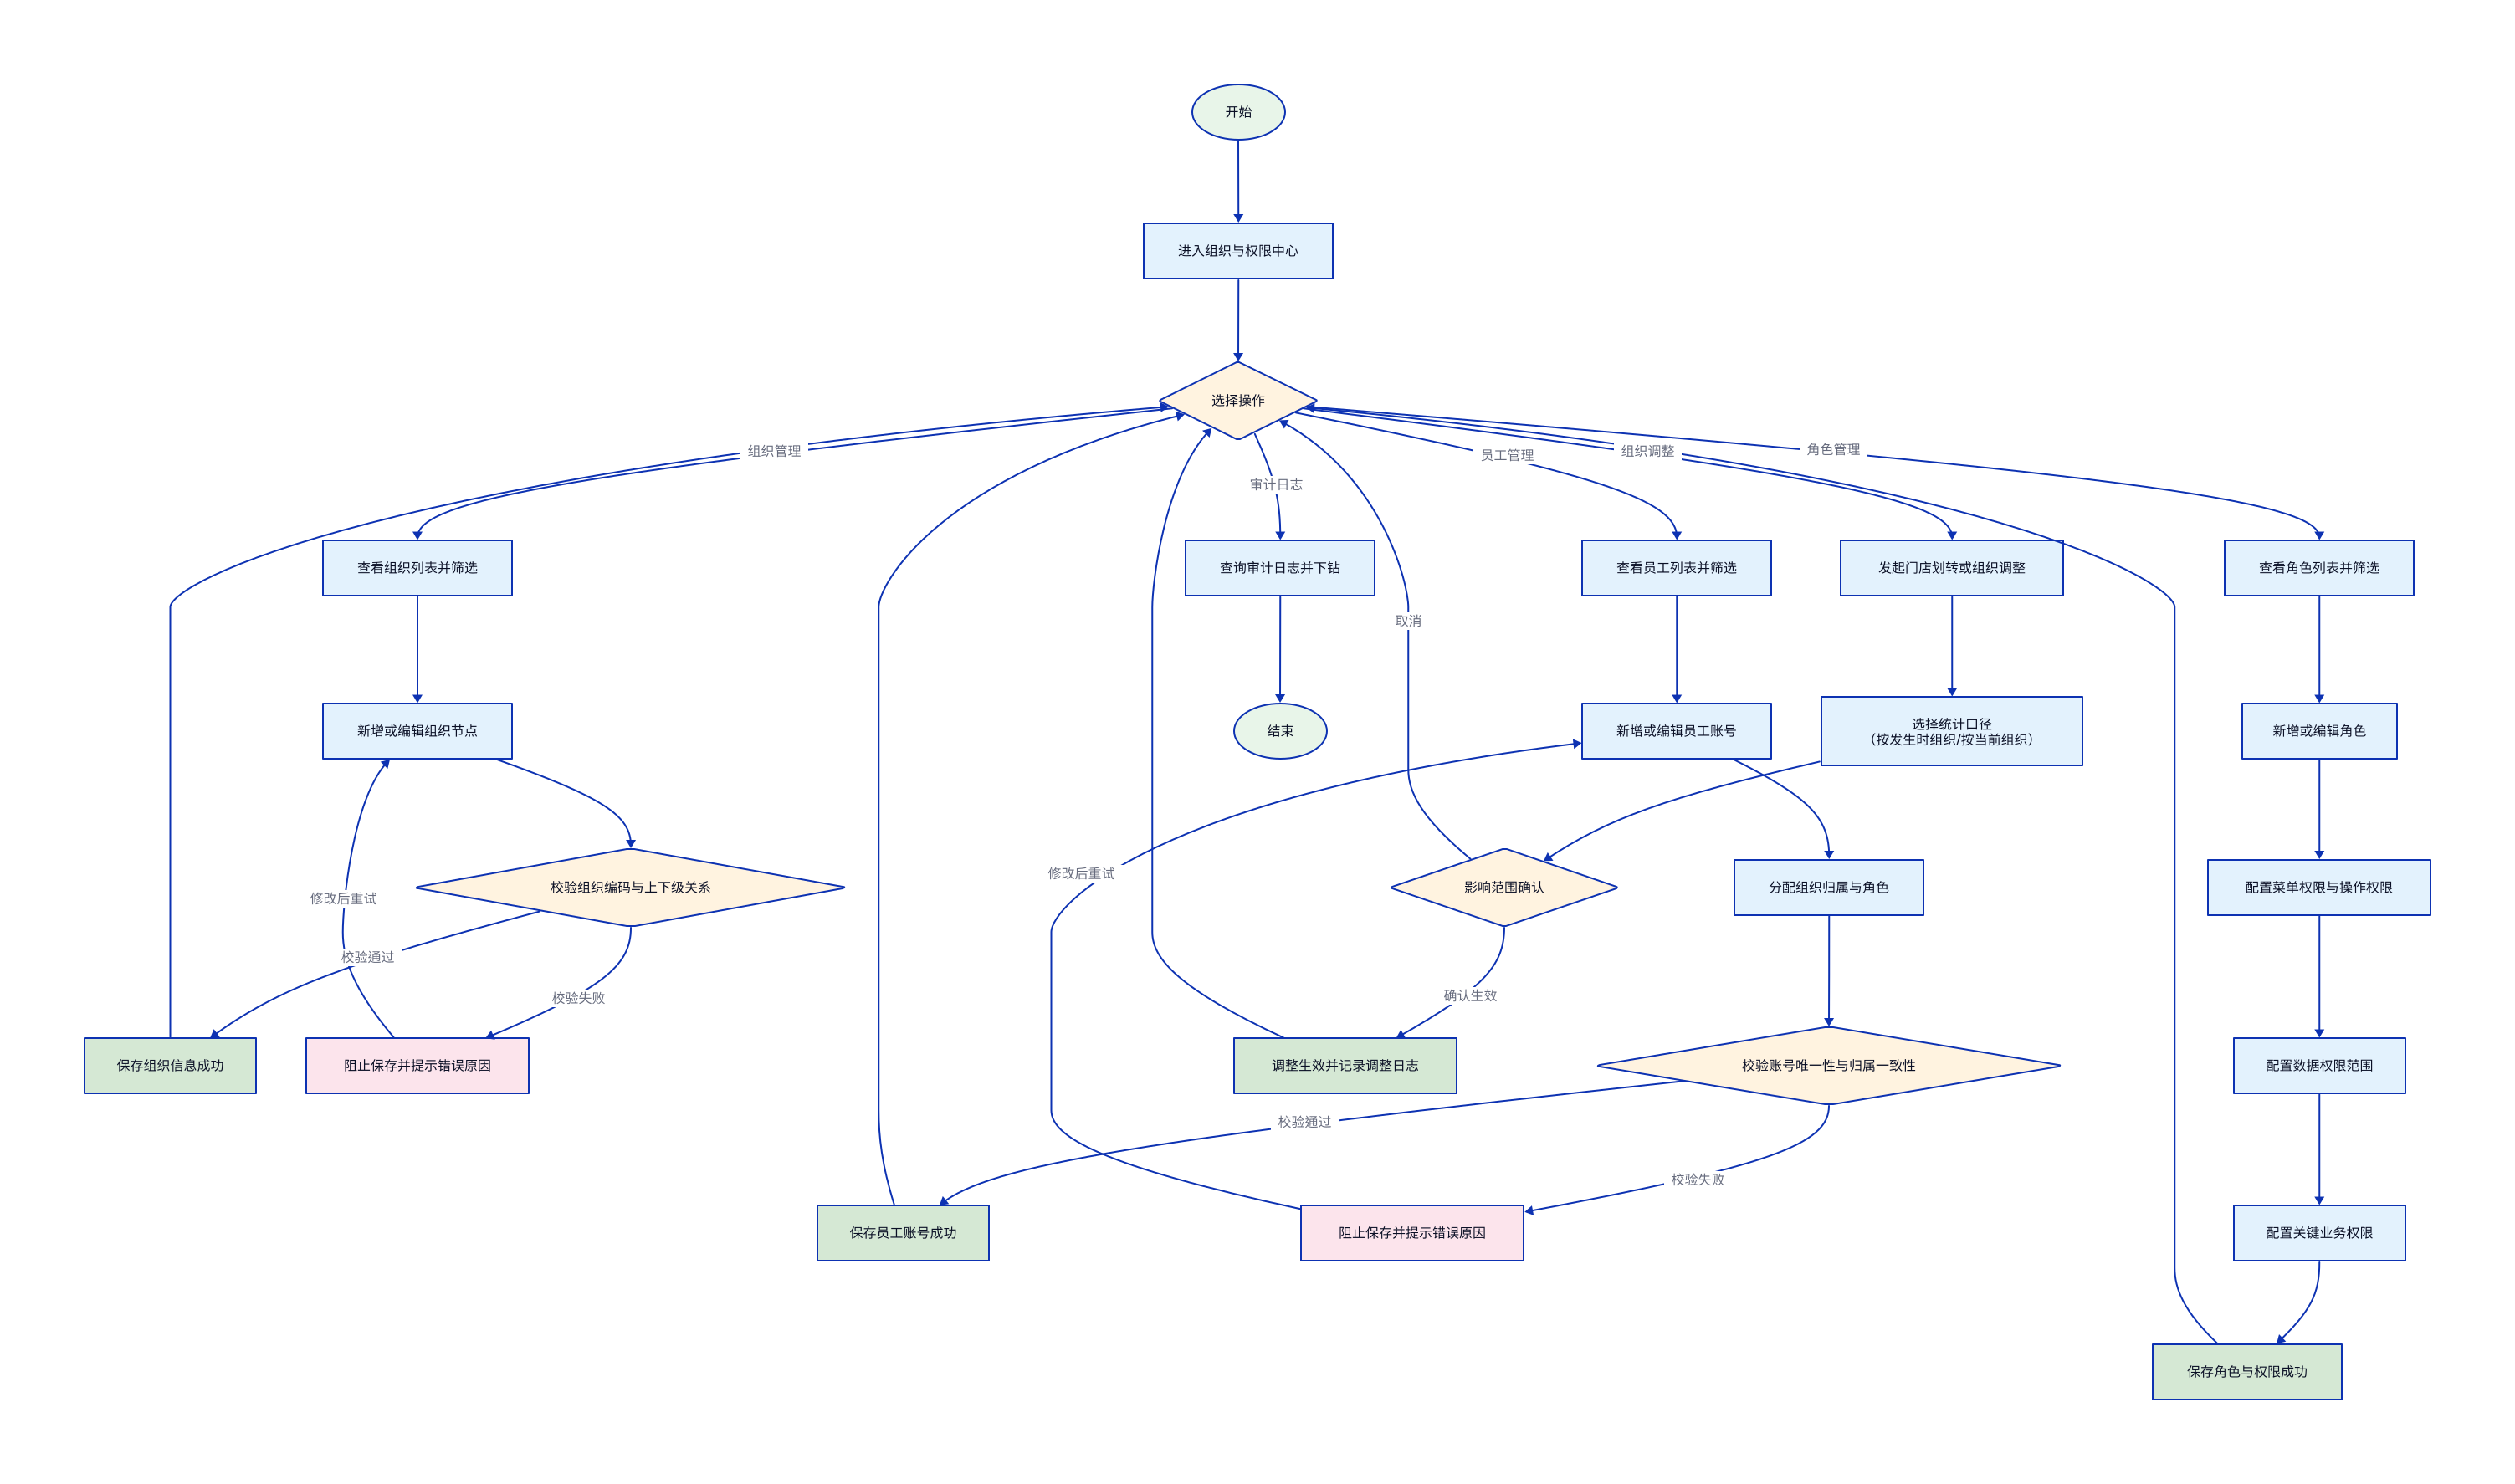 开始
进入组织与权限中心
选择操作
组织管理
审计日志
员工管理
组织调整
角色管理
查看组织列表并筛选
查询审计日志并下钻
查看员工列表并筛选
发起门店划转或组织调整
查看角色列表并筛选
取消
新增或编辑组织节点
结束
新增或编辑员工账号
选择统计口径
（按发生时组织/按当前组织）
新增或编辑角色
修改后重试
校验组织编码与上下级关系
修改后重试
影响范围确认
分配组织归属与角色
配置菜单权限与操作权限
校验通过
校验失败
确认生效
保存组织信息成功
阻止保存并提示错误原因
调整生效并记录调整日志
校验账号唯一性与归属一致性
配置数据权限范围
校验通过
校验失败
保存员工账号成功
阻止保存并提示错误原因
配置关键业务权限
保存角色与权限成功